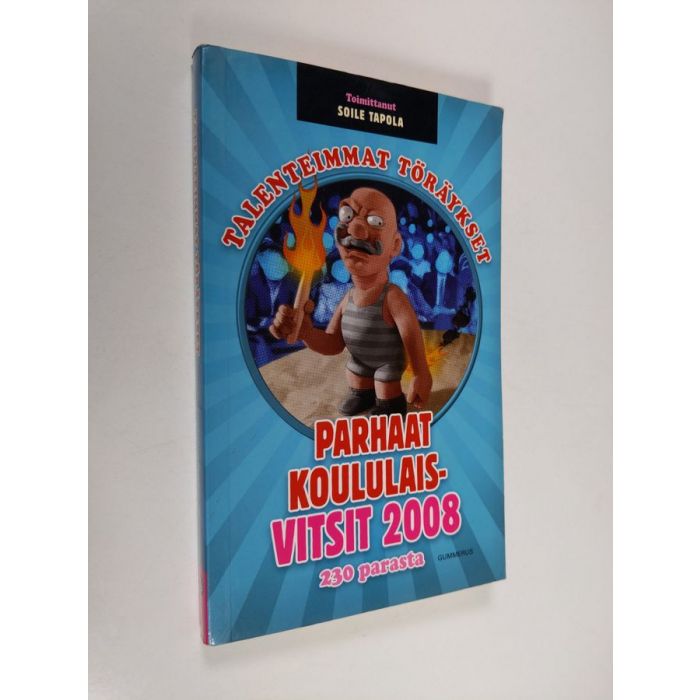 Toimittanut
SOILE TAPOLA
TALENTEIMMAT TÖRÄYKSET
PARHAAT
KOULULAIS-
VITSIT 2008
230 parasta
GUMMERUS